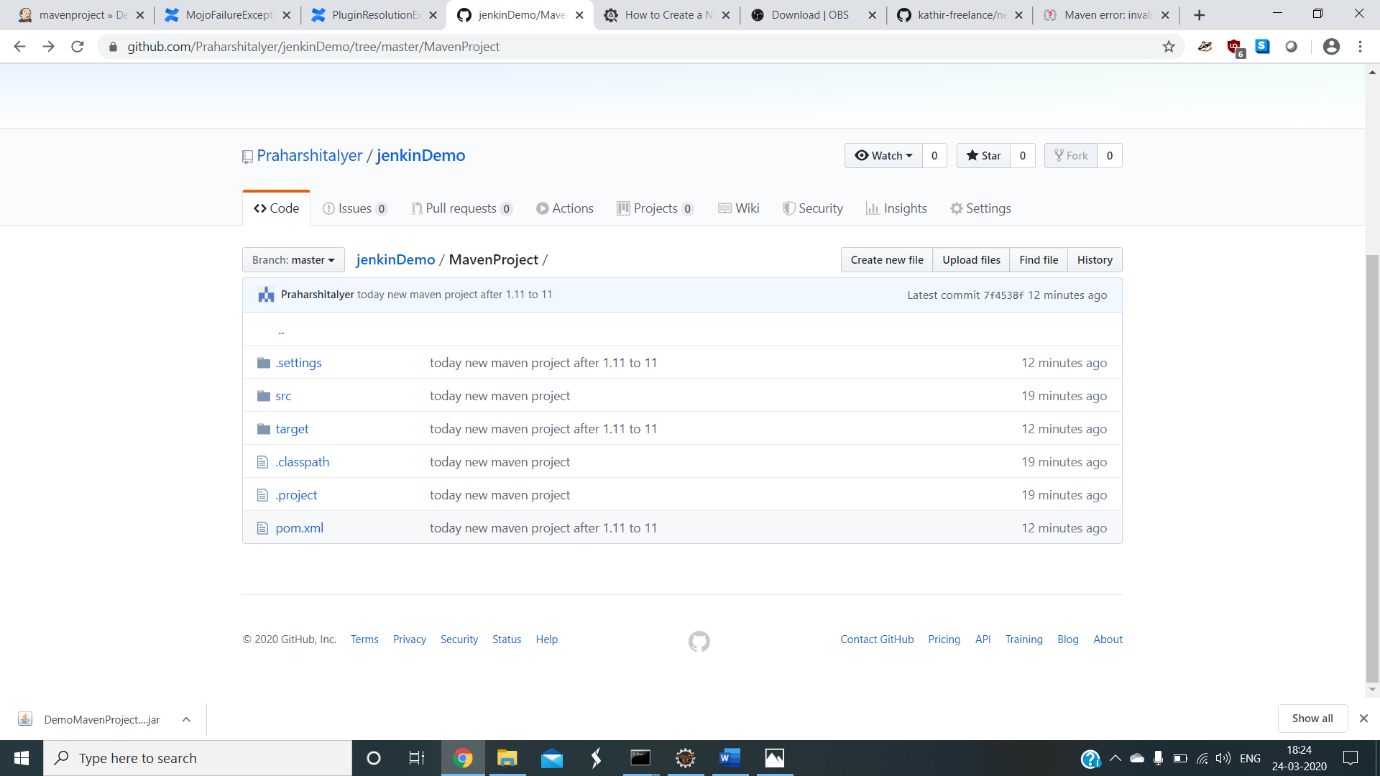 mavenproject » De
MojoFailureExcept
PluginResolutionEx
jenkinDemo/Maven
How to Create a N
Download | OBS
kathir-freelance/ne
Maven error: invali
github.com/PraharshitaIyer/jenkinDemo/tree/master/MavenProject
6
PraharshitaIyer / jenkinDemo
Watch 0
Star 0
Fork 0
Code
Issues 0
Pull requests 0
Actions
Projects 0
Wiki
Security
Insights
Settings
Branch: master
jenkinDemo / MavenProject /
Create new file
Upload files
Find file
History
PraharshitaIyer today new maven project after 1.11 to 11
Latest commit 7f4538f 12 minutes ago
..
.settings today new maven project after 1.11 to 11 12 minutes ago
src today new maven project 19 minutes ago
target today new maven project after 1.11 to 11 12 minutes ago
.classpath today new maven project 19 minutes ago
.project today new maven project 19 minutes ago
pom.xml today new maven project after 1.11 to 11 12 minutes ago
© 2020 GitHub, Inc. Terms Privacy Security Status Help
Contact GitHub Pricing API Training Blog About
DemoMavenProject....jar
Show all
Type here to search
ENG
18:24
24-03-2020